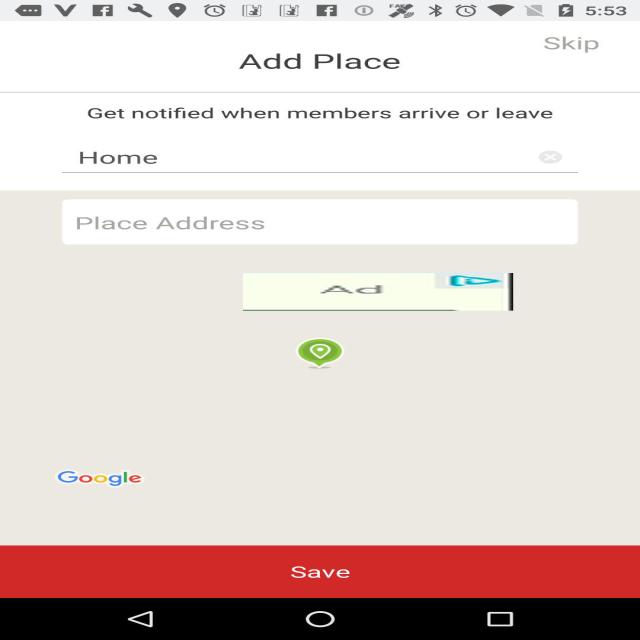 5:53
Skip
Add Place
Get notified when members arrive or leave
Home
Place Address
Ad
Google
Save